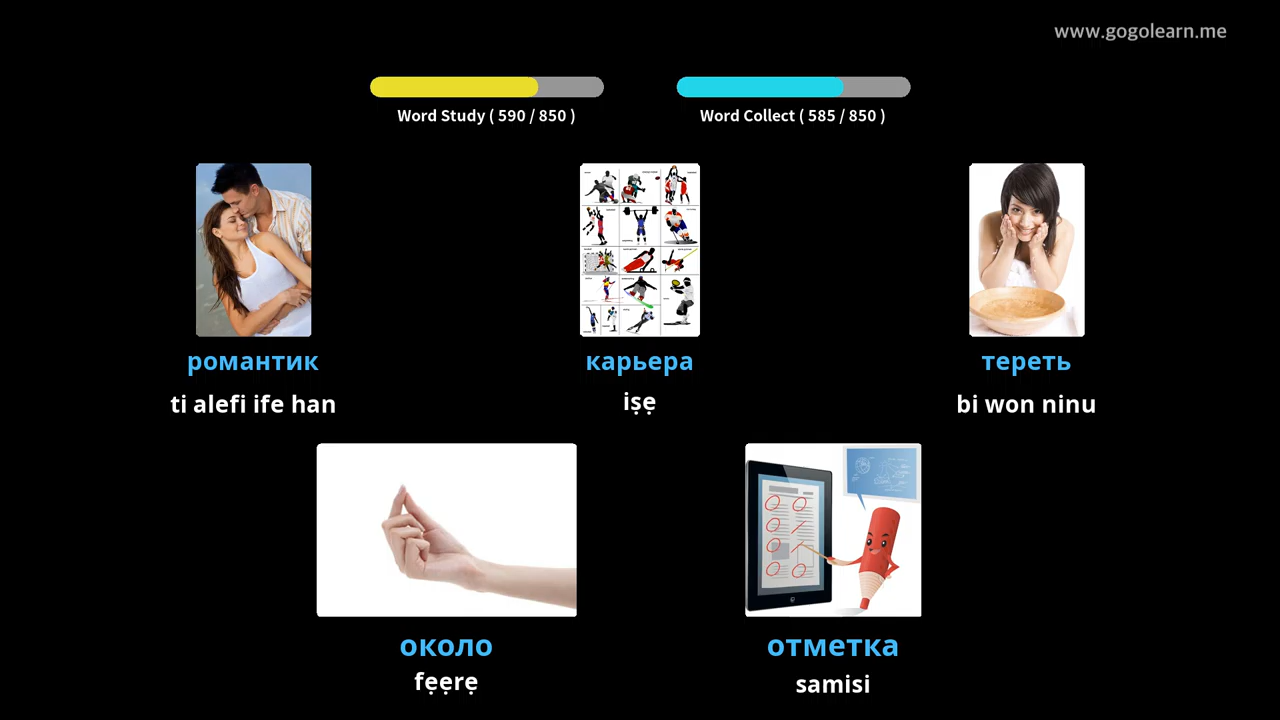 www.gogolearn.me
Word Study ( 590 / 850 )
Word Collect ( 585 / 850 )
романтик
карьера
тереть
ti alefi ife han
iṣẹ
bi won ninu
около
отметка
fẹẹrẹ
samisi